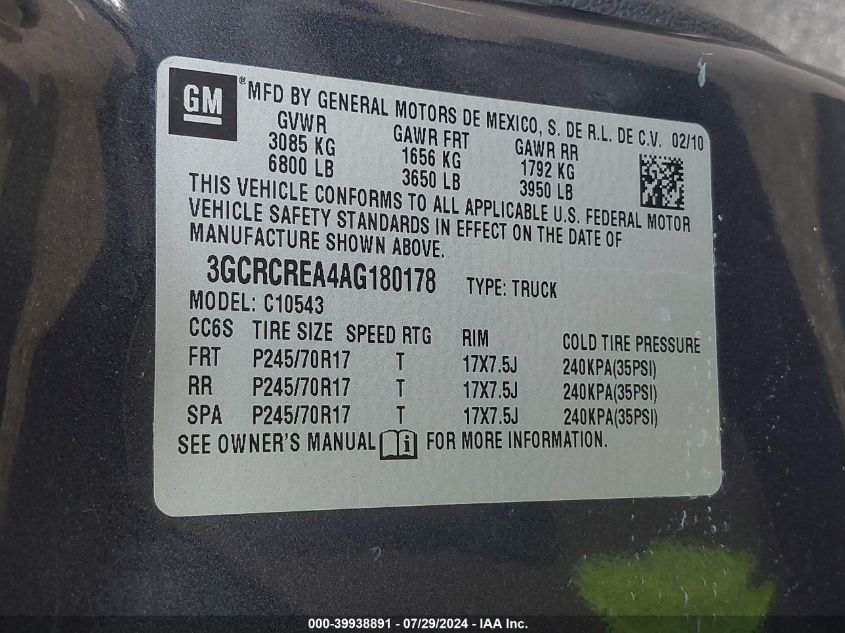 GM
® MFD BY GENERAL MOTORS DE MEXICO, S. DE R.L. DE C.V. 02/10
GVWR GAWR FRT GAWR RR
3085 KG 1656 KG 1792 KG
6800 LB 3650 LB 3950 LB
THIS VEHICLE CONFORMS TO ALL APPLICABLE U.S. FEDERAL MOTOR
VEHICLE SAFETY STANDARDS IN EFFECT ON THE DATE OF
MANUFACTURE SHOWN ABOVE.
3GCRCREA4AG180178 TYPE: TRUCK
MODEL: C10543
CC6S TIRE SIZE SPEED RTG RIM COLD TIRE PRESSURE
FRT P245/70R17 T 17X7.5J 240KPA(35PSI)
RR P245/70R17 T 17X7.5J 240KPA(35PSI)
SPA P245/70R17 T 17X7.5J 240KPA(35PSI)
SEE OWNER'S MANUAL i FOR MORE INFORMATION.
000-39938891 - 07/29/2024 - IAA Inc.